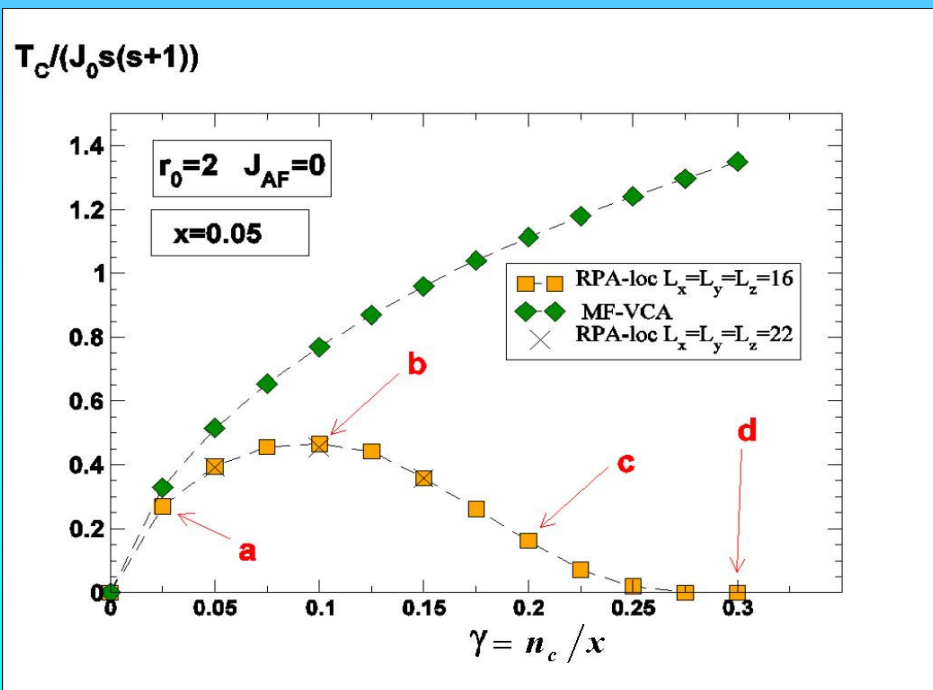 T_C/(J_0s(s+1))
1.4
1.2
1
0.8
0.6
0.4
0.2
0
r_0=2 J_AF=0
x=0.05
RPA-loc L_x=L_y=L_z=16
MF-VCA
RPA-loc L_x=L_y=L_z=22
a
b
c
d
0 0.05 0.1 0.15 0.2 0.25 0.3
γ= n_c /x